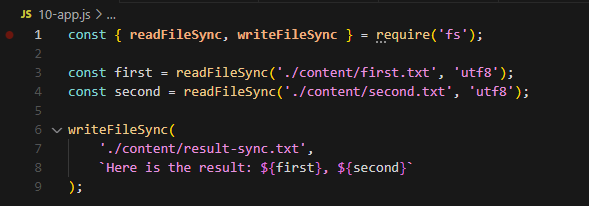 JS 10-app.js > ...
1 const { readFileSync, writeFileSync } = require('fs');
2
3 const first = readFileSync('./content/first.txt', 'utf8');
4 const second = readFileSync('./content/second.txt', 'utf8');
5
6 writeFileSync(
7 './content/result-sync.txt',
8 `Here is the result: ${first}, ${second}`
9 );